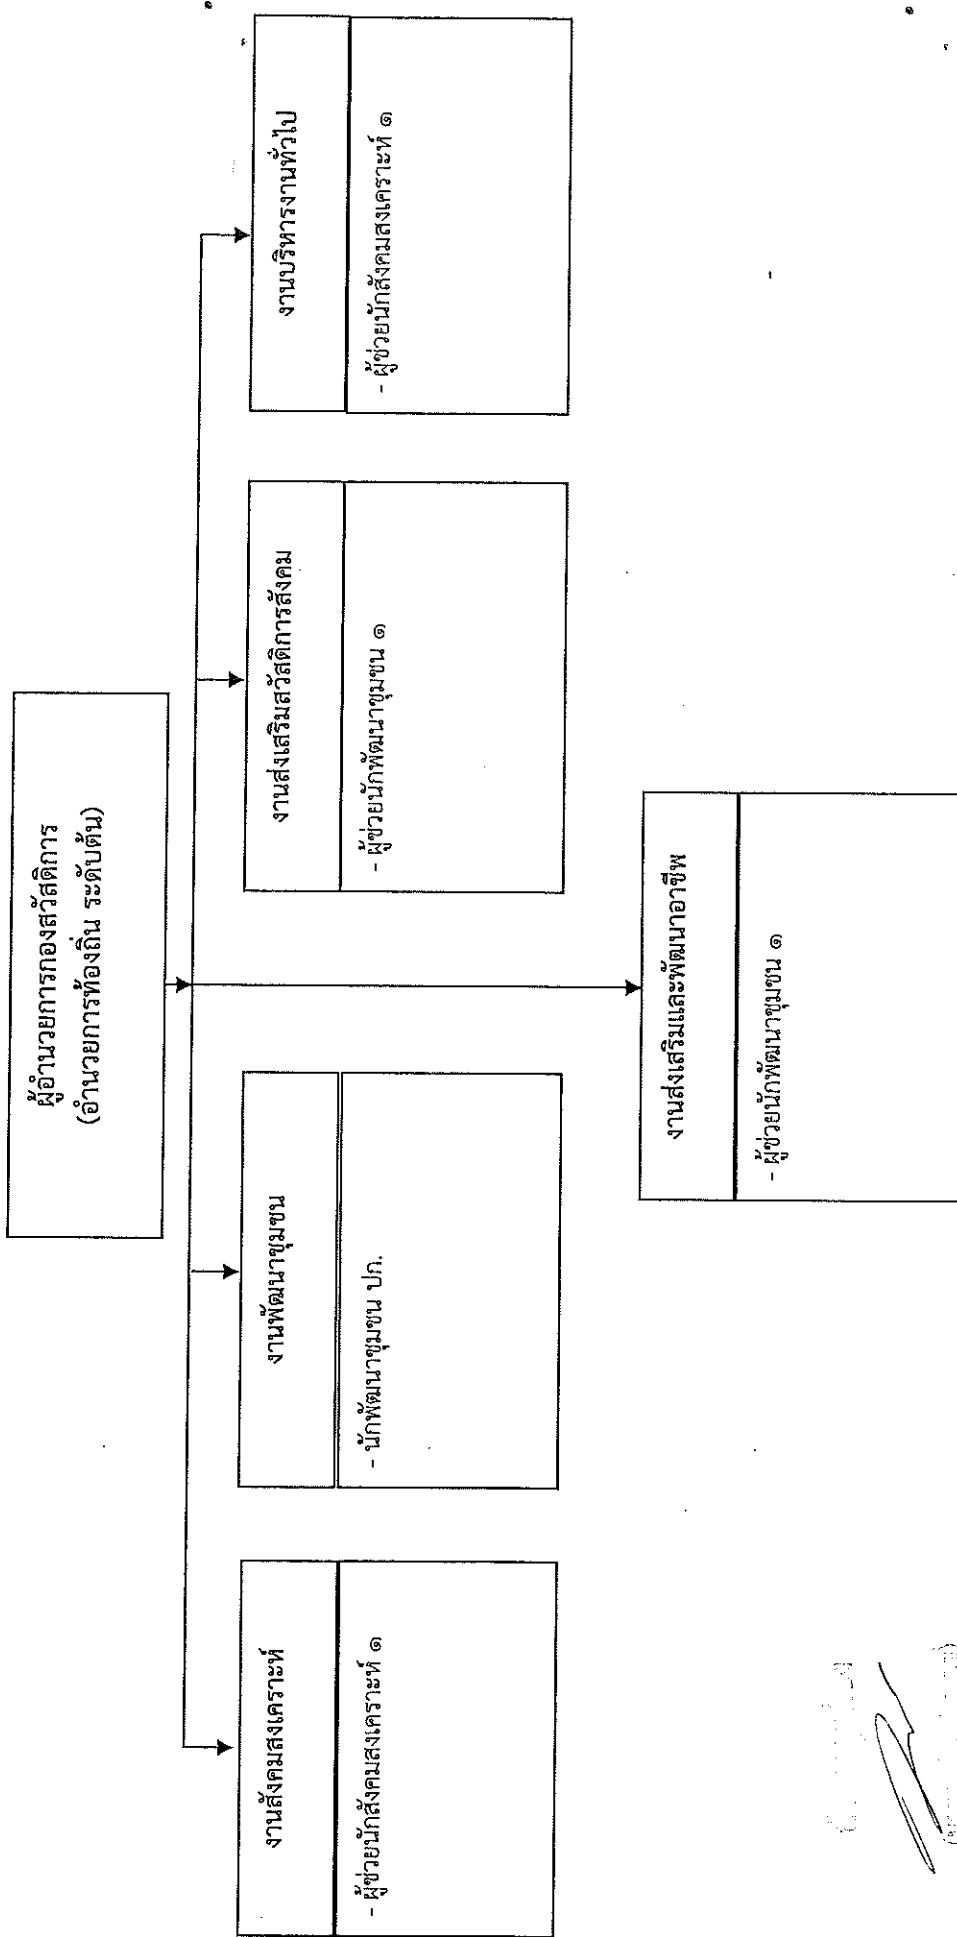 ผู้อำนวยการกองสวัสดิการ
(อำนวยการท้องถิ่น ระดับต้น)
งานสังคมสงเคราะห์
- ผู้ช่วยนักสังคมสงเคราะห์ ๑
งานพัฒนาชุมชน
- นักพัฒนาชุมชน ปก.
งานส่งเสริมสวัสดิการสังคม
- ผู้ช่วยนักพัฒนาชุมชน ๑
งานบริหารงานทั่วไป
- ผู้ช่วยนักสังคมสงเคราะห์ ๑
งานส่งเสริมและพัฒนาอาชีพ
- ผู้ช่วยนักพัฒนาชุมชน ๑